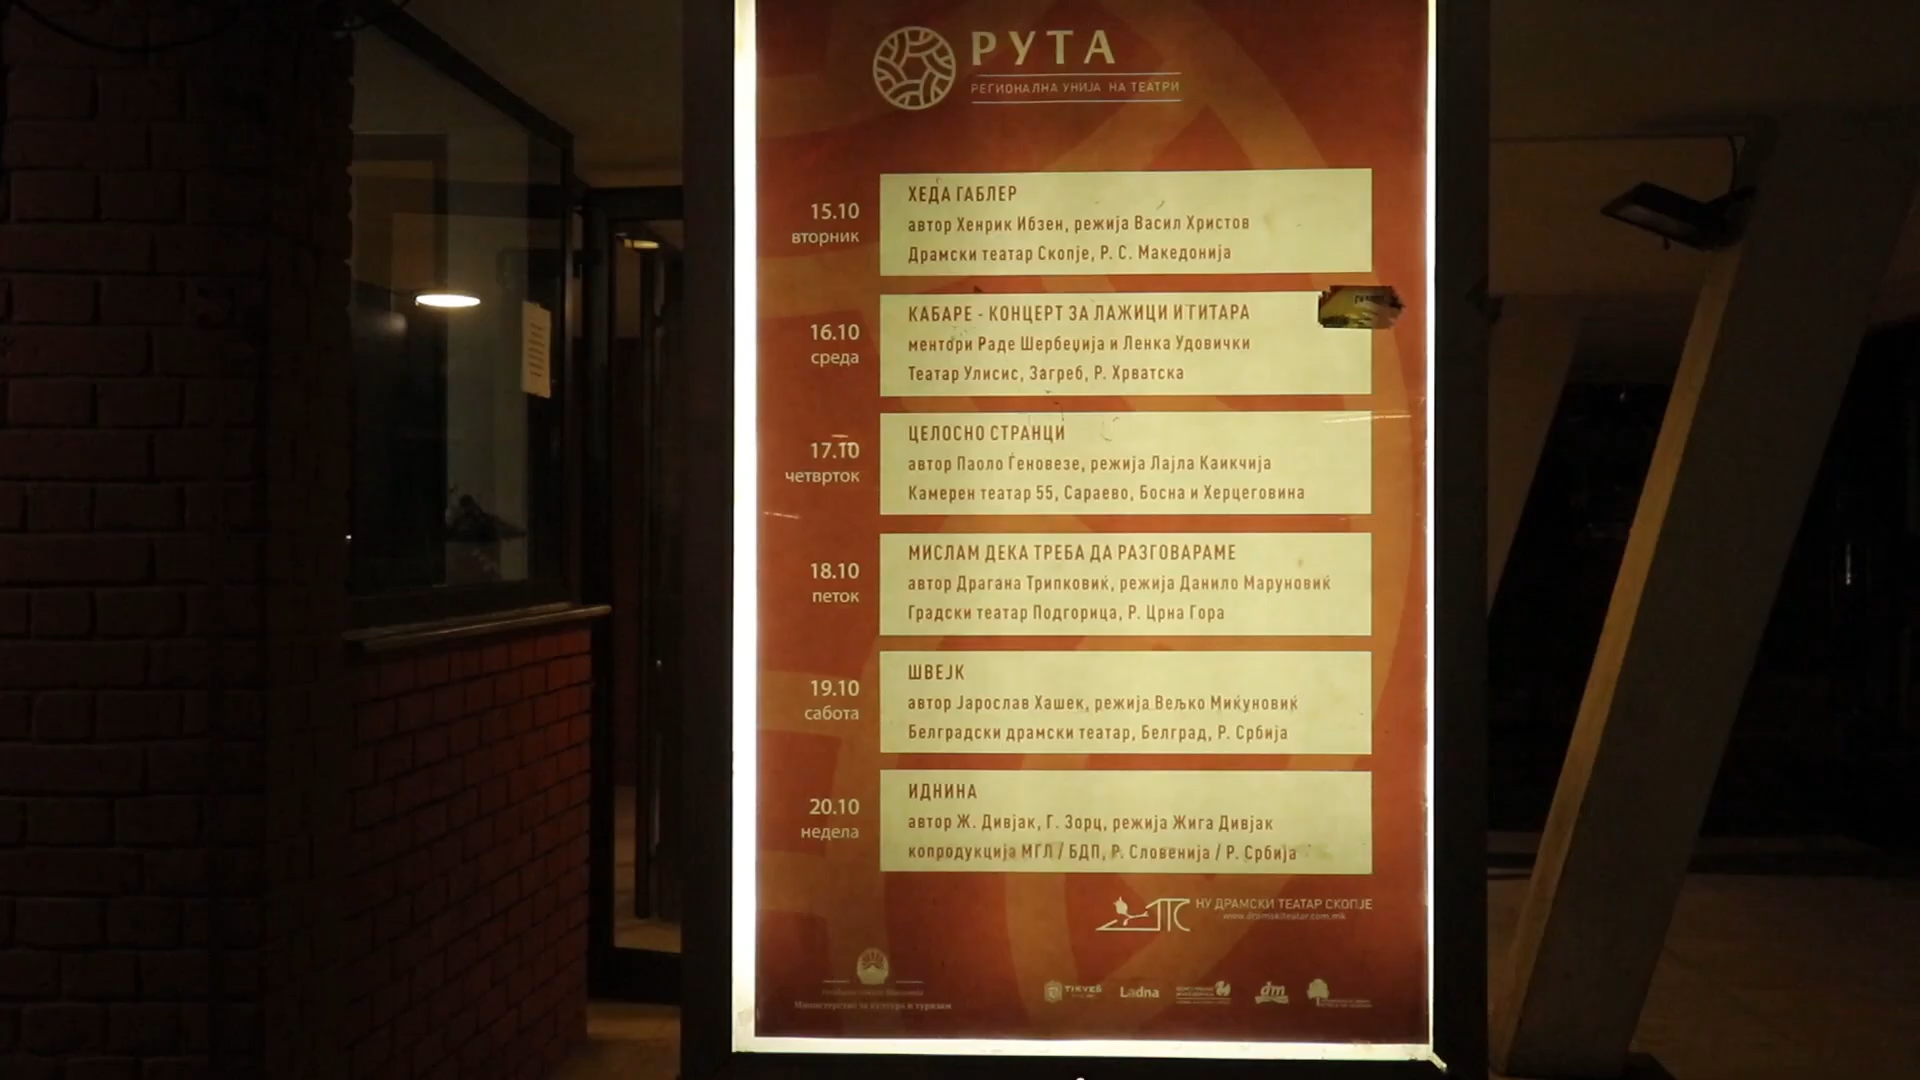 РУТА
РЕГИОНАЛНА УНИЈА НА ТЕАТРИ
15.10
вторник
ХЕДА ГАБЛЕР
автор Хенрик Ибзен, режија Васил Христов
Драмски театар Скопје, Р. С. Македонија
16.10
среда
КАБАРЕ - КОНЦЕРТ ЗА ЛАЖИЦИ И ГИТАРА
ментори Раде Шербеџија и Ленка Удовички
Театар Улисис, Загреб, Р. Хрватска
17.10
четврток
ЦЕЛОСНО СТРАНЦИ
автор Паоло Ѓеновезе, режија Лајла Каикчија
Камерен театар 55, Сараево, Босна и Херцеговина
18.10
петок
МИСЛАМ ДЕКА ТРЕБА ДА РАЗГОВАРАМЕ
автор Драгана Трипковиќ, режија Данило Маруновиќ
Градски театар Подгорица, Р. Црна Гора
19.10
сабота
ШВЕЈК
автор Јарослав Хашек, режија Вељко Миќуновиќ
Белградски драмски театар, Белград, Р. Србија
20.10
недела
ИДНИНА
автор Ж. Дивјак, Г. Зорц, режија Жига Дивјак
копродукција МГЛ / БДП, Р. Словенија / Р. Србија
НУ ДРАМСКИ ТЕАТАР СКОПЈЕ
www.dramskiteatar.com.mk
Министерство за култура и туризам
TIKVEŠ
Ladna
dm